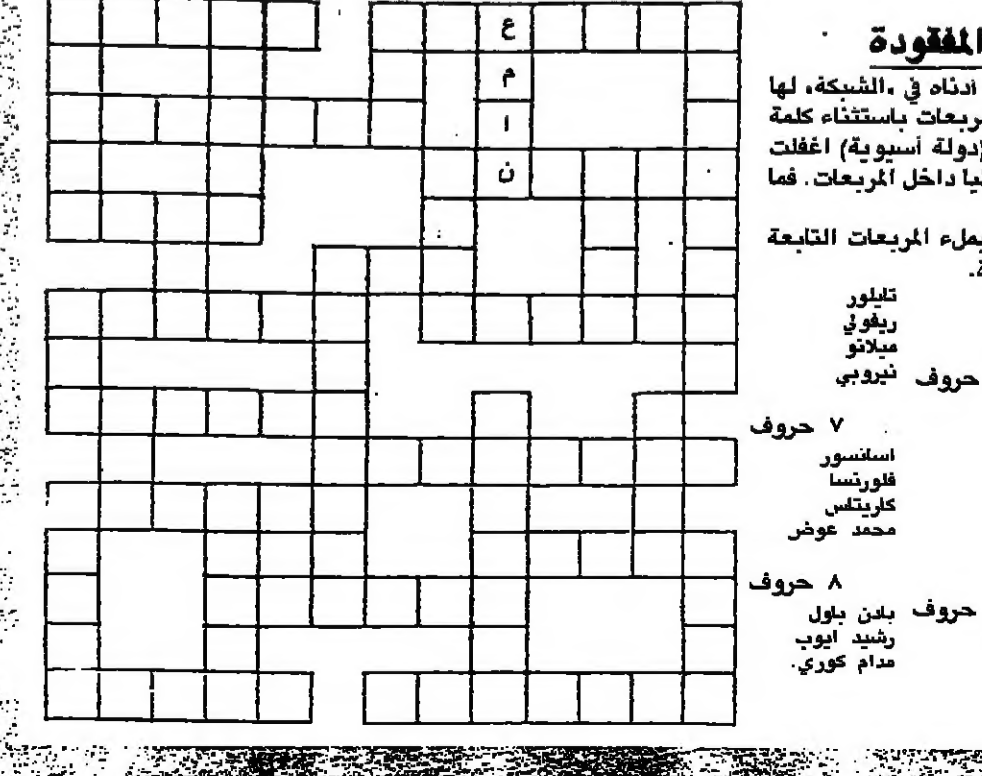 المفقودة
أدناه في «الشبكة، لها
ربعات باستثناء كلمة
(دولة أسيوية) اغفلت
يا داخل المربعات. فما
بملء المربعات التابعة
تايلور
ريفولي
ميلانو
نيروبي
حروف
٧ حروف
اسانسور
فلورنسا
كاريتاس
محمد عوض
٨ حروف
حروف
بادن باول
رشيد ايوب
مدام كوري.
ع
م
ا
ن